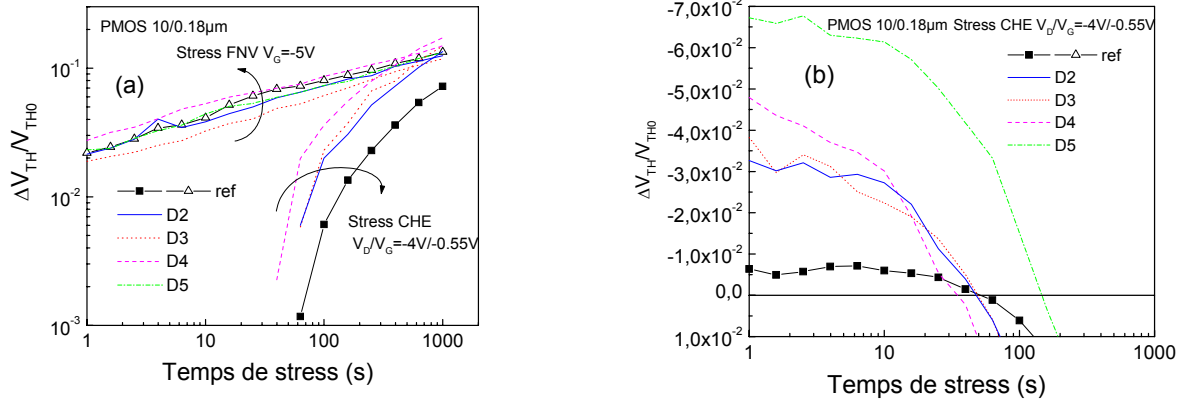 PMOS 10/0.18µm
Stress FNV V_G=-5V
(a)
10^-1
10^-2
10^-3
ΔV_TH/V_TH0
ref
D2
D3
D4
D5
Stress CHE
V_D/V_G=-4V/-0.55V
1
10
100
1000
Temps de stress (s)
-7,0x10^-2
-6,0x10^-2
-5,0x10^-2
-4,0x10^-2
-3,0x10^-2
-2,0x10^-2
-1,0x10^-2
0,0
1,0x10^-2
ΔV_TH/V_TH0
PMOS 10/0.18µm Stress CHE V_D/V_G=-4V/-0.55V
(b)
ref
D2
D3
D4
D5
1
10
100
1000
Temps de stress (s)